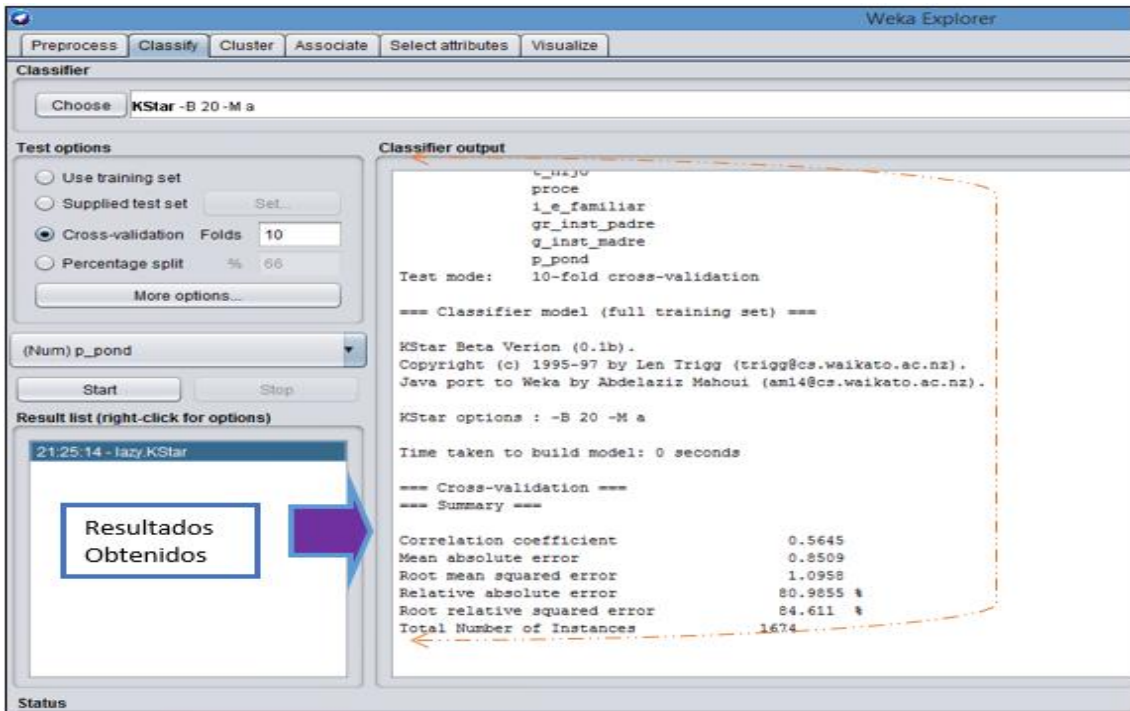 Weka Explorer
Preprocess Classify Cluster Associate Select attributes Visualize
Classifier
Choose KStar -B 20 -M a
Test options
Use training set
Supplied test set Set...
Cross-validation Folds 10
Percentage split % 66
More options...
(Num) p_pond
Start Stop
Result list (right-click for options)
21:25:14 - lazy.KStar
Resultados
Obtenidos
Classifier output
proce
i_e_familiar
gr_inst_padre
g_inst_madre
p_pond
Test mode: 10-fold cross-validation
=== Classifier model (full training set) ===
KStar Beta Verion (0.1b).
Copyright (c) 1995-97 by Len Trigg (trigg@cs.waikato.ac.nz).
Java port to Weka by Abdelaziz Mahoui (am14@cs.waikato.ac.nz).
KStar options : -B 20 -M a
Time taken to build model: 0 seconds
=== Cross-validation ===
=== Summary ===
Correlation coefficient 0.5645
Mean absolute error 0.8509
Root mean squared error 1.0958
Relative absolute error 80.9855 %
Root relative squared error 84.611 %
Total Number of Instances 1674
Status